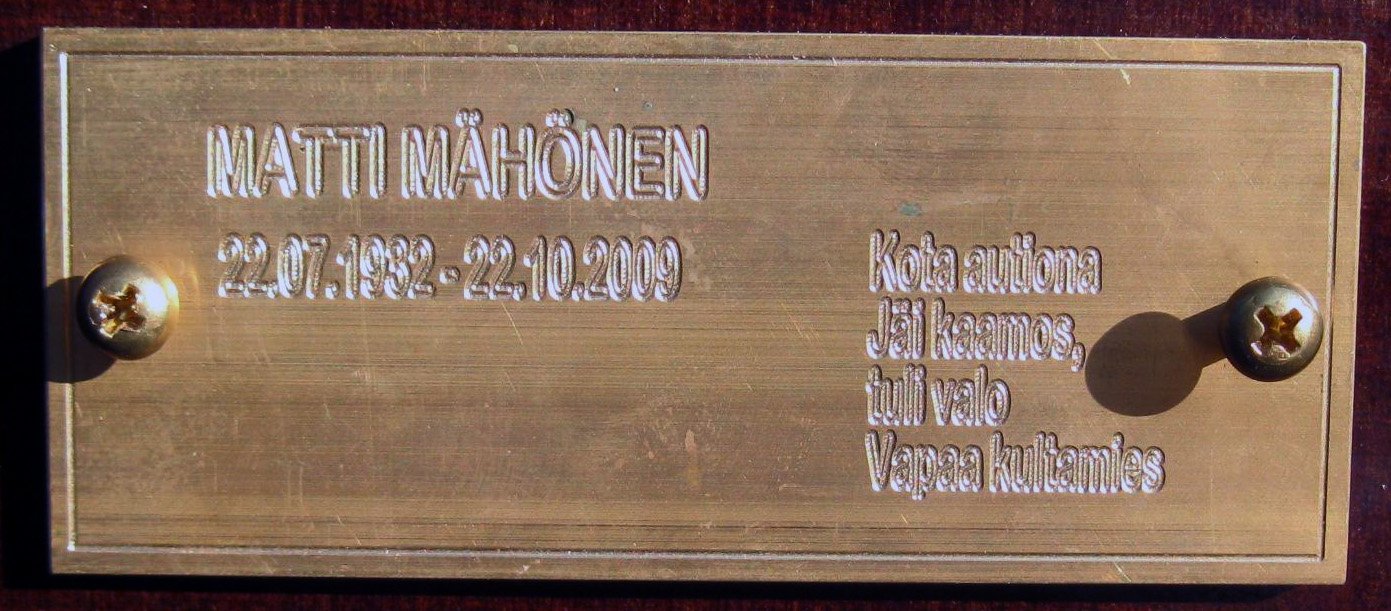 MATTI MÄHÖNEN
22.07.1932 - 22.10.2009
Kota autiona
Jäi kaamos,
tuli valo
Vapaa kultamies